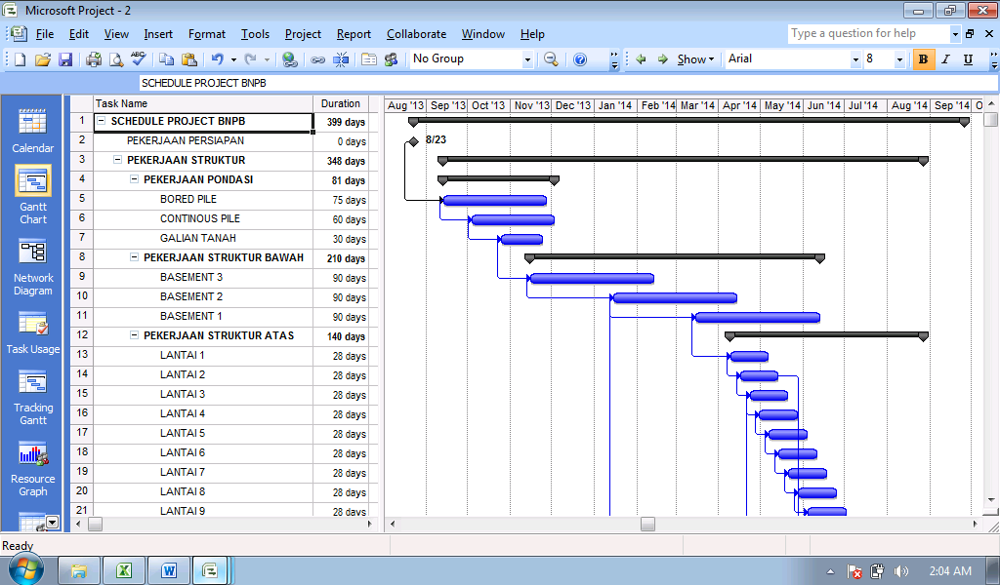 Microsoft Project - 2
File Edit View Insert Format Tools Project Report Collaborate Window Help
Type a question for help
No Group Show Arial 8 B I U
SCHEDULE PROJECT BNPB
Task Name Duration Aug '13 Sep '13 Oct '13 Nov '13 Dec '13 Jan '14 Feb '14 Mar '14 Apr '14 May '14 Jun '14 Jul '14 Aug '14 Sep '14 O
1 SCHEDULE PROJECT BNPB 399 days
2 PEKERJAAN PERSIAPAN 0 days 8/23
3 PEKERJAAN STRUKTUR 348 days
4 PEKERJAAN PONDASI 81 days
5 BORED PILE 75 days
6 CONTINOUS PILE 60 days
7 GALIAN TANAH 30 days
8 PEKERJAAN STRUKTUR BAWAH 210 days
9 BASEMENT 3 90 days
10 BASEMENT 2 90 days
11 BASEMENT 1 90 days
12 PEKERJAAN STRUKTUR ATAS 140 days
13 LANTAI 1 28 days
14 LANTAI 2 28 days
15 LANTAI 3 28 days
16 LANTAI 4 28 days
17 LANTAI 5 28 days
18 LANTAI 6 28 days
19 LANTAI 7 28 days
20 LANTAI 8 28 days
21 LANTAI 9 28 days
Calendar
Gantt
Chart
Network
Diagram
Task Usage
Tracking
Gantt
Resource
Graph
Ready
2:04 AM